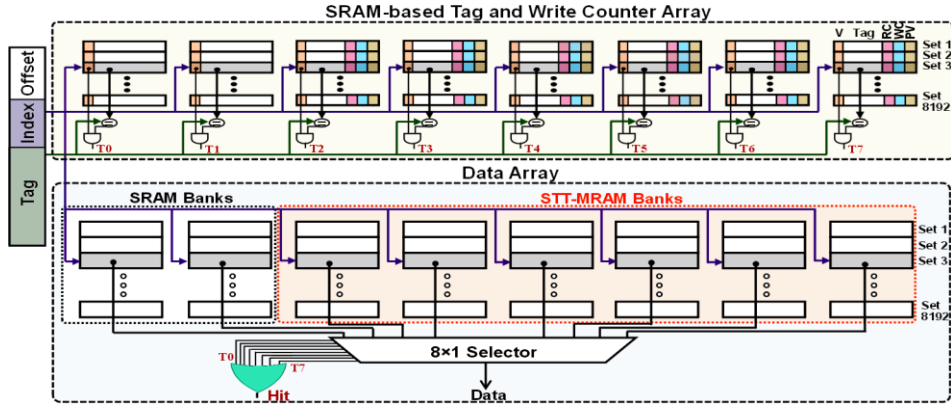 SRAM-based Tag and Write Counter Array
V Tag RC WC PV
Set 1
Set 2
Set 3
Set
8192
Offset
Index
Tag
T0 T1 T2 T3 T4 T5 T6 T7
Data Array
SRAM Banks
STT-MRAM Banks
Set 1
Set 2
Set 3
Set
8192
8×1 Selector
T0
T7
Hit
Data